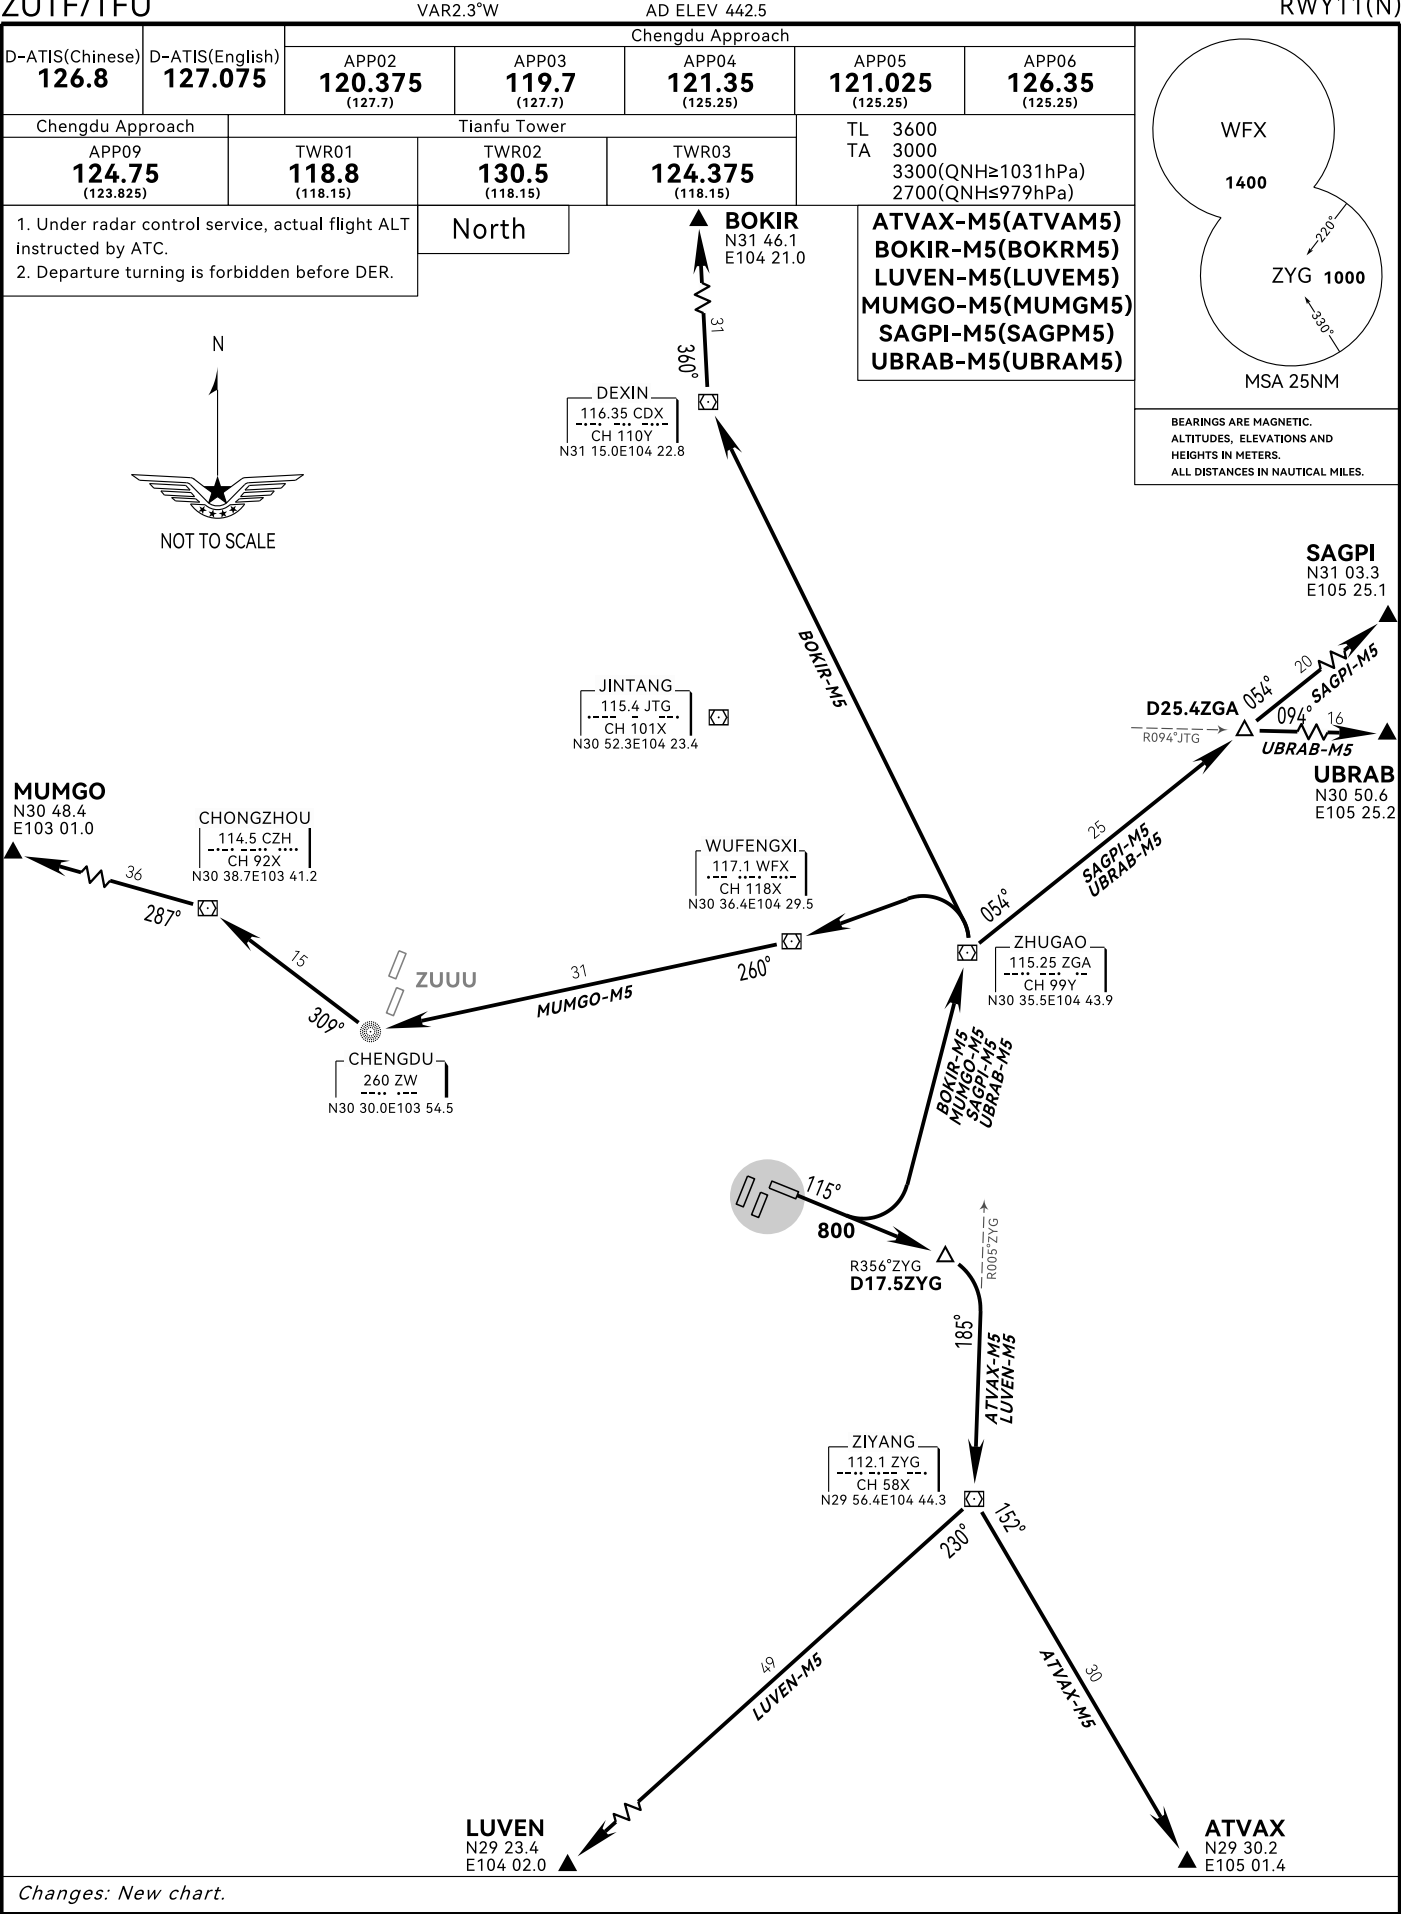 ZUTF/TFU
VAR2.3°W
AD ELEV 442.5
RWY11(N)
D-ATIS(Chinese)
126.8
D-ATIS(English)
127.075
Chengdu Approach
APP02
120.375
(127.7)
APP03
119.7
(127.7)
APP04
121.35
(125.25)
APP05
121.025
(125.25)
APP06
126.35
(125.25)
Chengdu Approach
APP09
124.75
(123.825)
Tianfu Tower
TWR01
118.8
(118.15)
TWR02
130.5
(118.15)
TWR03
124.375
(118.15)
TL 3600
TA 3000
3300(QNH≥1031hPa)
2700(QNH≤979hPa)
WFX
1400
220°
ZYG 1000
330°
MSA 25NM
1. Under radar control service, actual flight ALT
instructed by ATC.
2. Departure turning is forbidden before DER.
North
ATVAX-M5(ATVAM5)
BOKIR-M5(BOKRM5)
LUVEN-M5(LUVEM5)
MUMGO-M5(MUMGM5)
SAGPI-M5(SAGPM5)
UBRAB-M5(UBRAM5)
BEARINGS ARE MAGNETIC.
ALTITUDES, ELEVATIONS AND
HEIGHTS IN METERS.
ALL DISTANCES IN NAUTICAL MILES.
BOKIR
N31 46.1
E104 21.0
31
360°
N
NOT TO SCALE
DEXIN
116.35 CDX
CH 110Y
N31 15.0E104 22.8
BOKIR-M5
SAGPI
N31 03.3
E105 25.1
20
SAGPI-M5
054°
D25.4ZGA
R094°JTG
094°
16
UBRAB-M5
UBRAB
N30 50.6
E105 25.2
JINTANG
115.4 JTG
CH 101X
N30 52.3E104 23.4
MUMGO
N30 48.4
E103 01.0
36
287°
CHONGZHOU
114.5 CZH
CH 92X
N30 38.7E103 41.2
15
309°
ZUUU
CHENGDU
260 ZW
N30 30.0E103 54.5
31
MUMGO-M5
260°
WUFENGXI
117.1 WFX
CH 118X
N30 36.4E104 29.5
25
SAGPI-M5
UBRAB-M5
054°
ZHUGAO
115.25 ZGA
CH 99Y
N30 35.5E104 43.9
BOKIR-M5
MUMGO-M5
SAGPI-M5
UBRAB-M5
115°
800
R356°ZYG
D17.5ZYG
R005°ZYG
185°
ATVAX-M5
LUVEN-M5
ZIYANG
112.1 ZYG
CH 58X
N29 56.4E104 44.3
230°
152°
49
LUVEN-M5
30
ATVAX-M5
LUVEN
N29 23.4
E104 02.0
ATVAX
N29 30.2
E105 01.4
Changes: New chart.